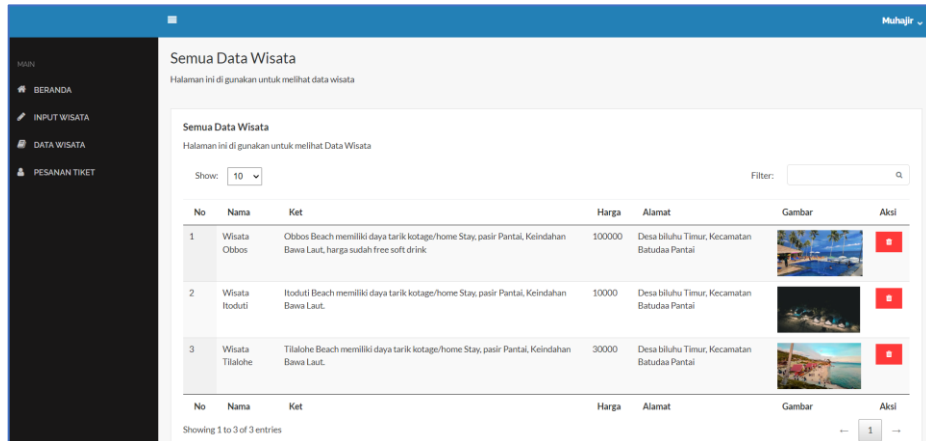 Muhajir
MAIN
BERANDA
INPUT WISATA
DATA WISATA
PESANAN TIKET
Semua Data Wisata
Halaman ini di gunakan untuk melihat data wisata
Semua Data Wisata
Halaman ini di gunakan untuk melihat Data Wisata
Show: 10 Filter:
No Nama Ket Harga Alamat Gambar Aksi
1 Wisata Obbos Beach memiliki daya tarik kotage/home Stay, pasir Pantai, Keindahan 100000 Desa biluhu Timur, Kecamatan
Obbos Bawa Laut, harga sudah free soft drink Batudaa Pantai
2 Wisata Itoduti Beach memiliki daya tarik kotage/home Stay, pasir Pantai, Keindahan 10000 Desa biluhu Timur, Kecamatan
Itoduti Bawa Laut. Batudaa Pantai
3 Wisata Tilalohe Beach memiliki daya tarik kotage/home Stay, pasir Pantai, Keindahan 30000 Desa biluhu Timur, Kecamatan
Tilalohe Bawa Laut. Batudaa Pantai
No Nama Ket Harga Alamat Gambar Aksi
Showing 1 to 3 of 3 entries ← 1 →